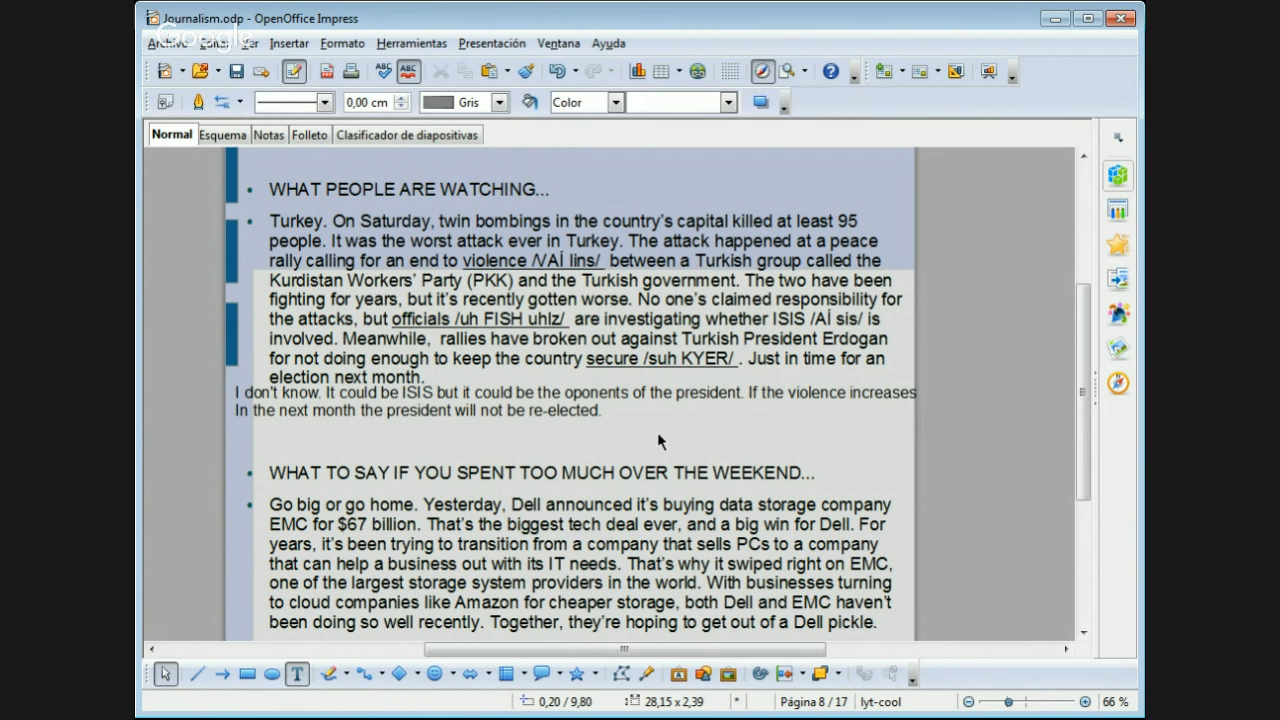 Journalism.odp - OpenOffice Impress
Google
Archivo Editar Ver Insertar Formato Herramientas Presentación Ventana Ayuda
0,00 cm Gris Color
Normal Esquema Notas Folleto Clasificador de diapositivas
WHAT PEOPLE ARE WATCHING...
Turkey. On Saturday, twin bombings in the country's capital killed at least 95
people. It was the worst attack ever in Turkey. The attack happened at a peace
rally calling for an end to violence /VAÍ lins/ between a Turkish group called the
Kurdistan Workers' Party (PKK) and the Turkish government. The two have been
fighting for years, but it's recently gotten worse. No one's claimed responsibility for
the attacks, but officials /uh FISH uhlz/ are investigating whether ISIS /AÍ sis/ is
involved. Meanwhile, rallies have broken out against Turkish President Erdogan
for not doing enough to keep the country secure /suh KYER/ . Just in time for an
election next month.
I don't know. It could be ISIS but it could be the oponents of the president. If the violence increases
In the next month the president will not be re-elected.
WHAT TO SAY IF YOU SPENT TOO MUCH OVER THE WEEKEND...
Go big or go home. Yesterday, Dell announced it's buying data storage company
EMC for $67 billion. That's the biggest tech deal ever, and a big win for Dell. For
years, it's been trying to transition from a company that sells PCs to a company
that can help a business out with its IT needs. That's why it swiped right on EMC,
one of the largest storage system providers in the world. With businesses turning
to cloud companies like Amazon for cheaper storage, both Dell and EMC haven't
been doing so well recently. Together, they're hoping to get out of a Dell pickle.
0,20 / 9,80 28,15 x 2,39 * Página 8 / 17 lyt-cool 66 %